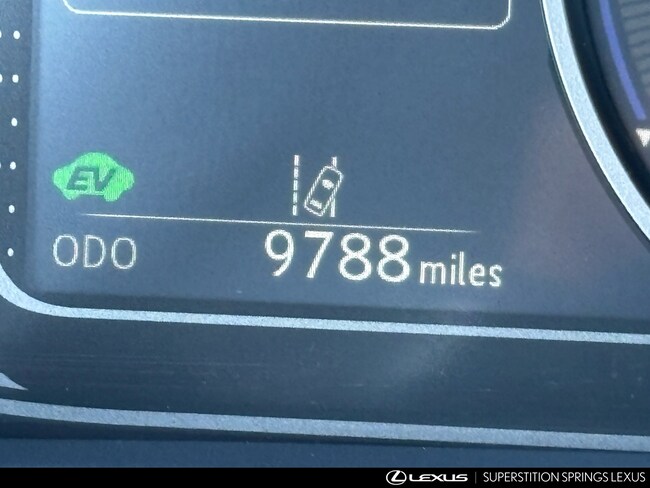 EV
ODO 9788 miles
LEXUS | SUPERSTITION SPRINGS LEXUS